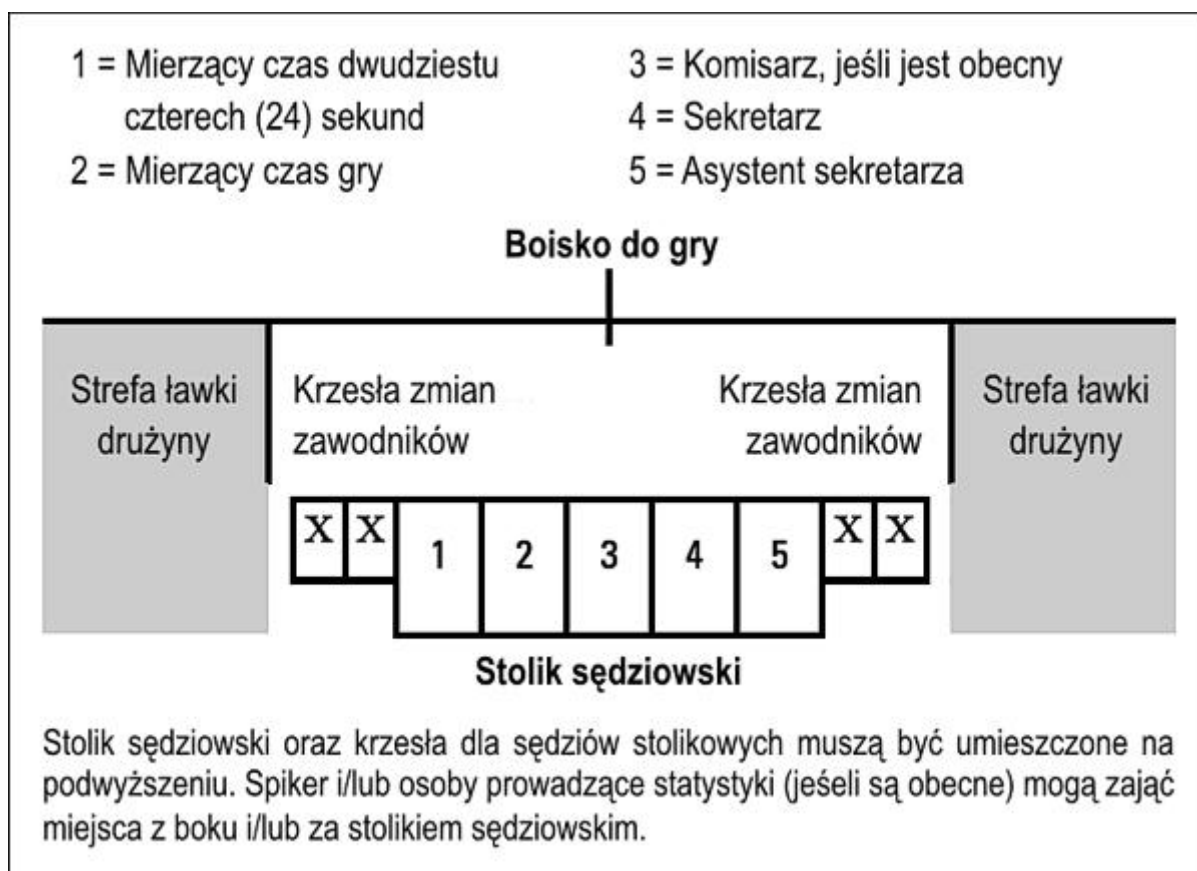 1 = Mierzący czas dwudziestu
czterech (24) sekund
2 = Mierzący czas gry
3 = Komisarz, jeśli jest obecny
4 = Sekretarz
5 = Asystent sekretarza
Boisko do gry
Strefa ławki
drużyny
Krzesła zmian
zawodników
Krzesła zmian
zawodników
Strefa ławki
drużyny
X X 1 2 3 4 5 X X
Stolik sędziowski
Stolik sędziowski oraz krzesła dla sędziów stolikowych muszą być umieszczone na
podwyższeniu. Spiker i/lub osoby prowadzące statystyki (jeżeli są obecne) mogą zająć
miejsca z boku i/lub za stolikiem sędziowskim.